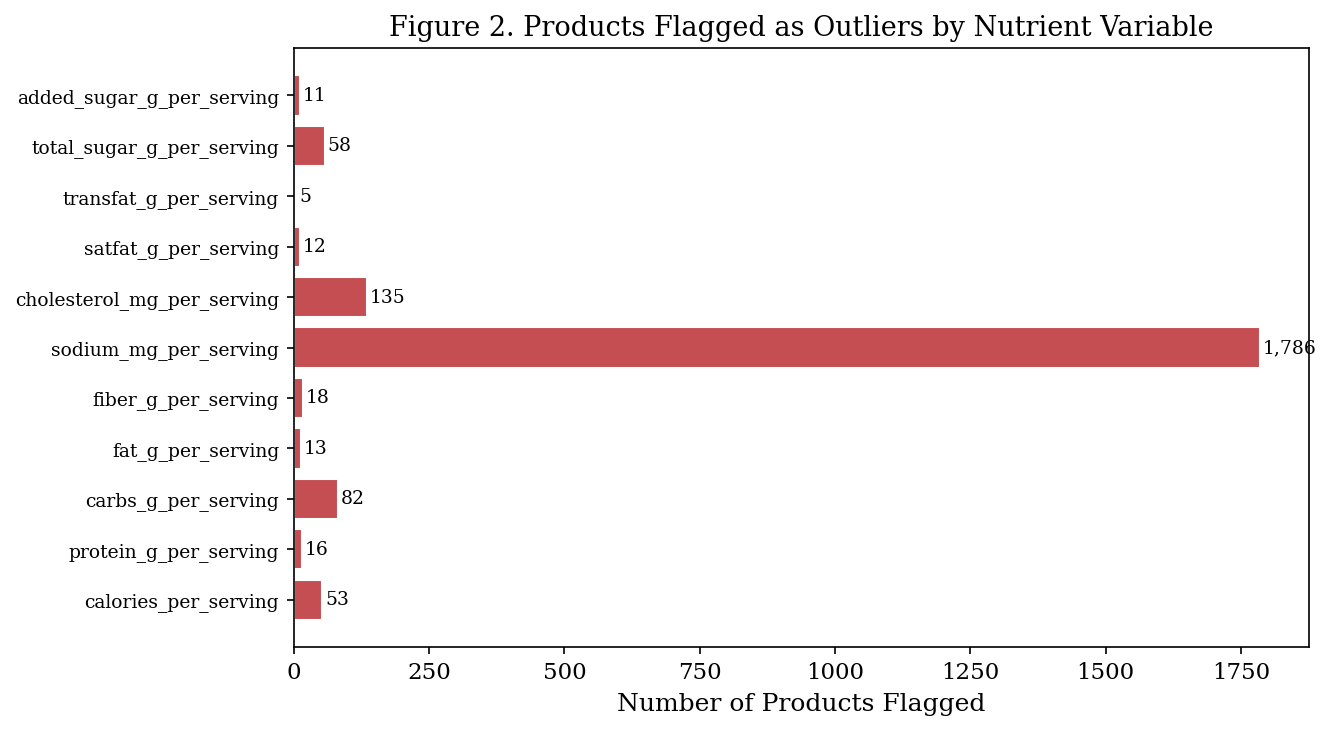 Figure 2. Products Flagged as Outliers by Nutrient Variable
added_sugar_g_per_serving 11
total_sugar_g_per_serving 58
transfat_g_per_serving 5
satfat_g_per_serving 12
cholesterol_mg_per_serving 135
sodium_mg_per_serving 1,786
fiber_g_per_serving 18
fat_g_per_serving 13
carbs_g_per_serving 82
protein_g_per_serving 16
calories_per_serving 53
0 250 500 750 1000 1250 1500 1750
Number of Products Flagged